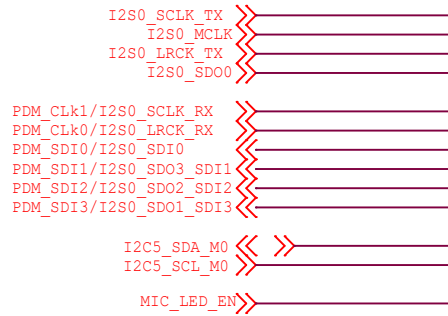 I2S0_SCLK_TX
I2S0_MCLK
I2S0_LRCK_TX
I2S0_SDO0
PDM_CLk1/I2S0_SCLK_RX
PDM_CLk0/I2S0_LRCK_RX
PDM_SDI0/I2S0_SDI0
PDM_SDI1/I2S0_SDO3_SDI1
PDM_SDI2/I2S0_SDO2_SDI2
PDM_SDI3/I2S0_SDO1_SDI3
I2C5_SDA_M0
I2C5_SCL_M0
MIC_LED_EN